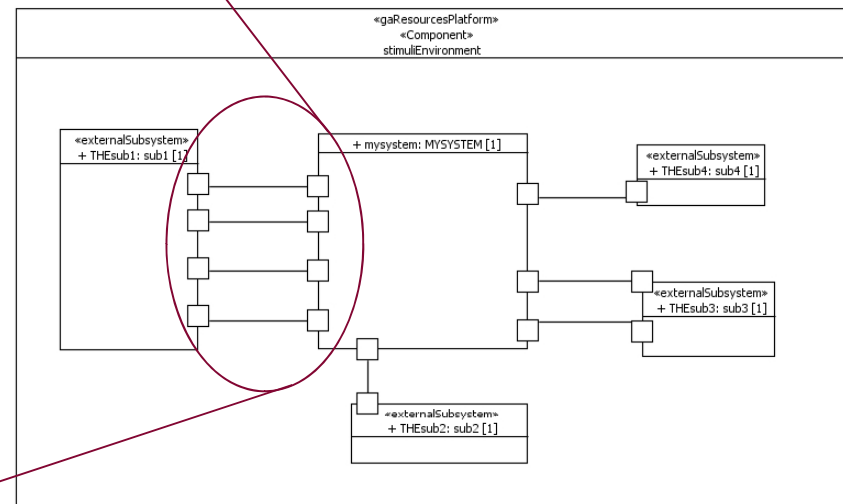 «gaResourcesPlatform»
«Component»
stimuliEnvironment
«externalSubsystem»
+ THEsub1: sub1 [1]
+ mysystem: MYSYSTEM [1]
«externalSubsystem»
+ THEsub4: sub4 [1]
«externalSubsystem»
+ THEsub3: sub3 [1]
«externalSubsystem»
+ THEsub2: sub2 [1]